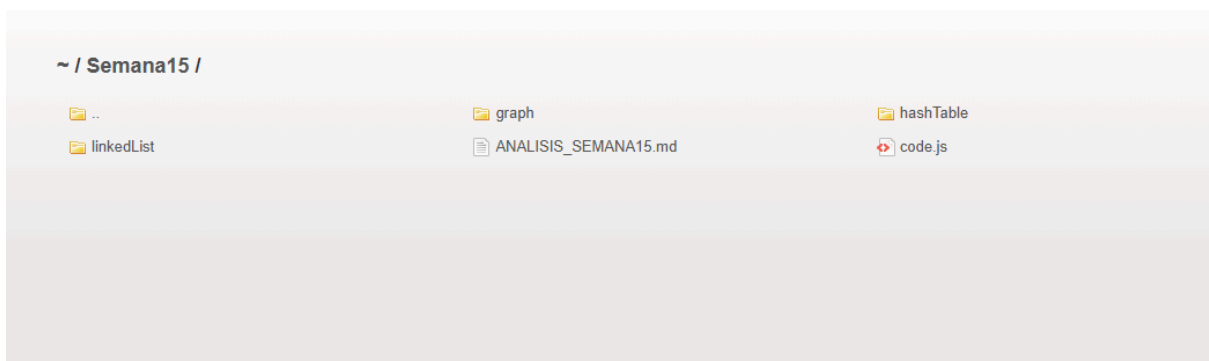 ~ / Semana15 /
.. graph hashTable
linkedList ANALISIS_SEMANA15.md code.js